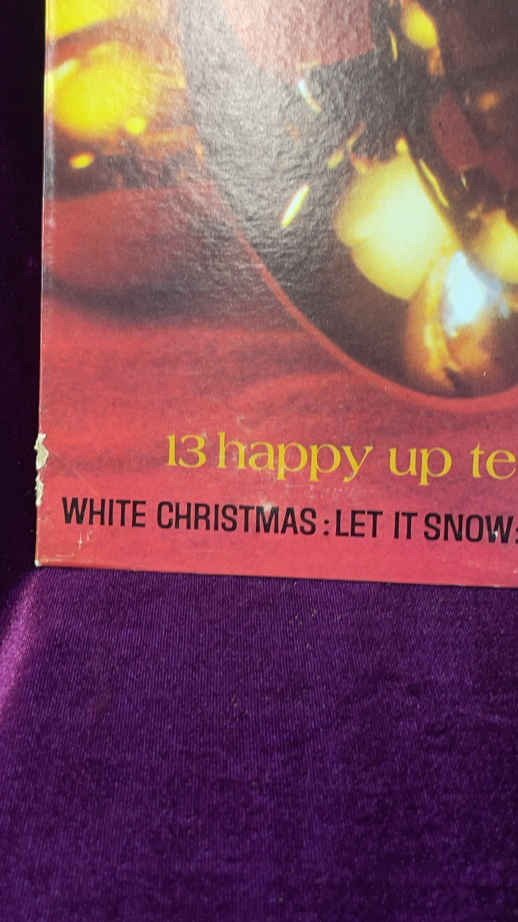 13 happy up te
WHITE CHRISTMAS : LET IT SNOW: